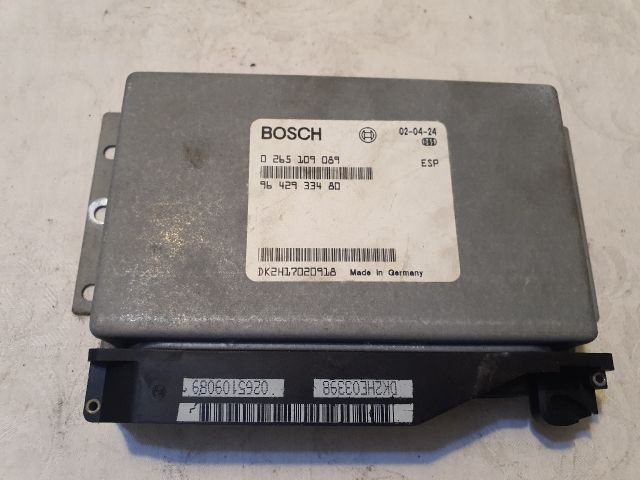 BOSCH 02-04-24
0 265 109 089 ESP
96 429 334 80
DK2H17020918 Made in Germany
0265109089 DK2HE03398